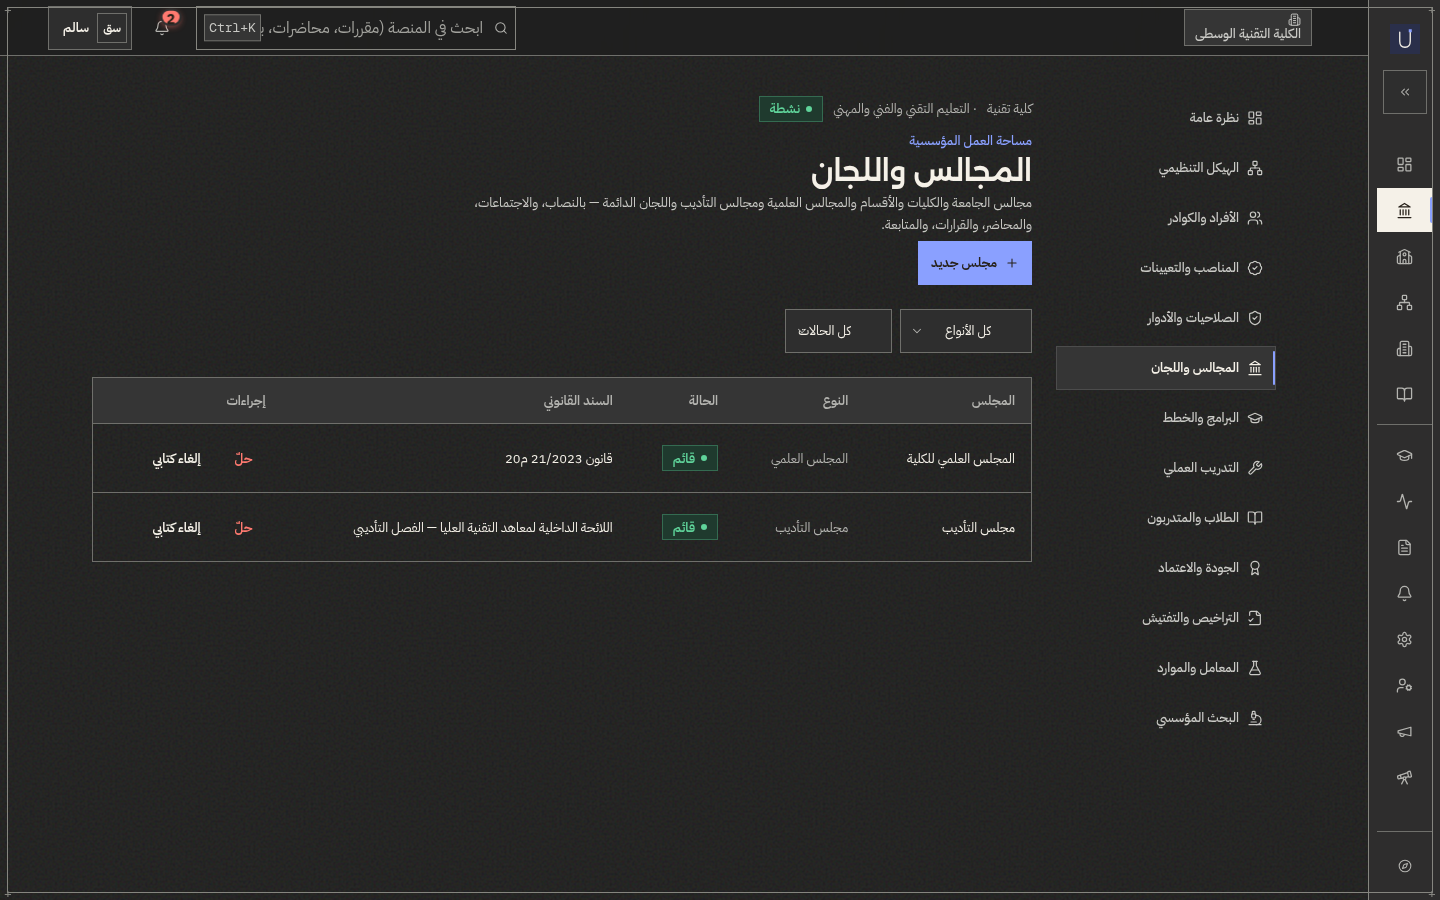 الكلية التقنية الوسطى
ابحث في المنصة (مقررات، محاضرات، ب
Ctrl+K
2
سق
سالم
نظرة عامة
الهيكل التنظيمي
الأفراد والكوادر
المناصب والتعيينات
الصلاحيات والأدوار
المجالس واللجان
البرامج والخطط
التدريب العملي
الطلاب والمتدربون
الجودة والاعتماد
التراخيص والتفتيش
المعامل والموارد
البحث المؤسسي
كلية تقنية · التعليم التقني والفني والمهني نشطة
مساحة العمل المؤسسية
المجالس واللجان
مجالس الجامعة والكليات والأقسام والمجالس العلمية ومجالس التأديب واللجان الدائمة — بالنصاب، والاجتماعات،
والمحاضر، والقرارات، والمتابعة.
مجلس جديد
كل الأنواع
كل الحالات
المجلس النوع الحالة السند القانوني إجراءات
المجلس العلمي للكلية المجلس العلمي قائم قانون 21/2023 م20 حلّ إلغاء كتابي
مجلس التأديب مجلس التأديب قائم اللائحة الداخلية لمعاهد التقنية العليا — الفصل التأديبي حلّ إلغاء كتابي